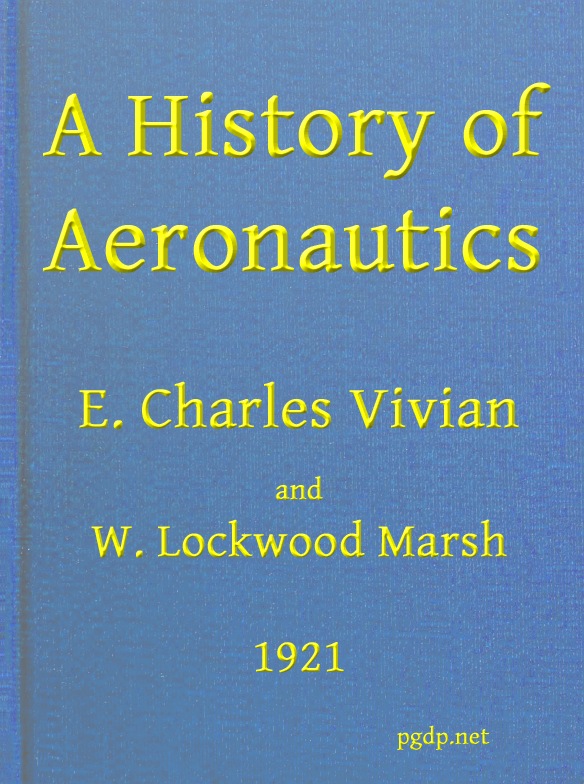 A History of
Aeronautics
E. Charles Vivian
and
W. Lockwood Marsh
1921
pgdp.net